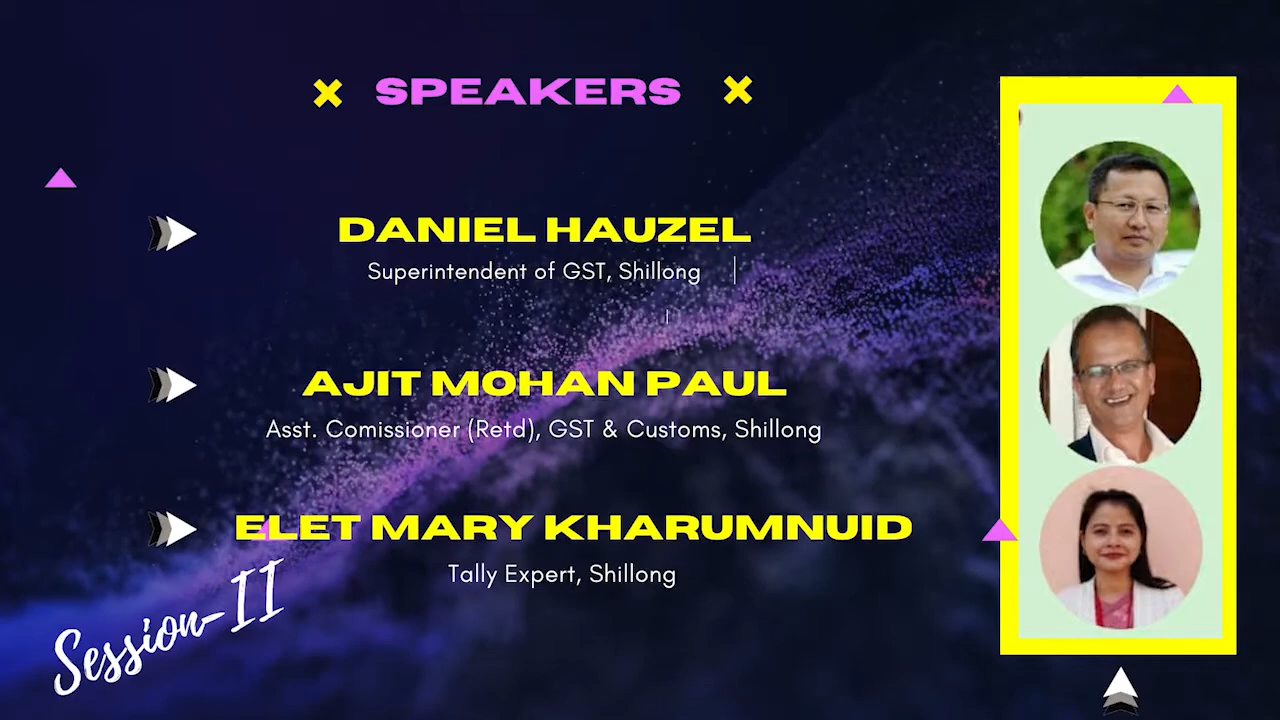 SPEAKERS
DANIEL HAUZEL
Superintendent of GST, Shillong
AJIT MOHAN PAUL
Asst. Comissioner (Retd), GST & Customs, Shillong
ELET MARY KHARUMNUID
Tally Expert, Shillong
Session-II